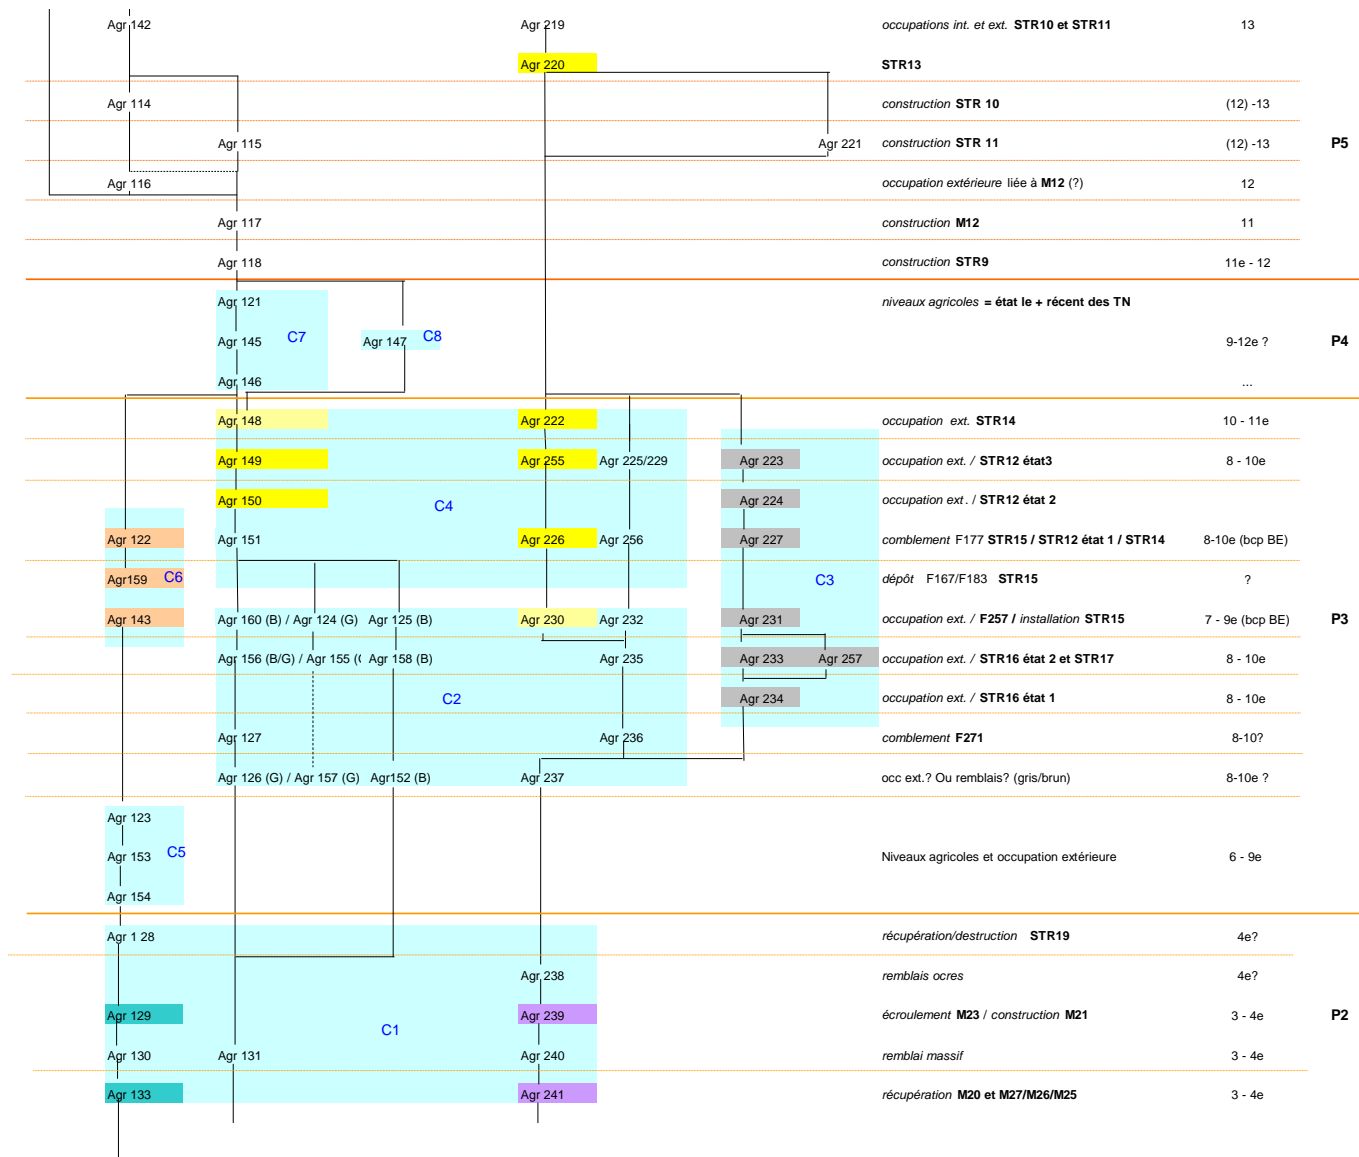 Agr 142 Agr 219 occupations int. et ext. STR10 et STR11 13
Agr 220 STR13
Agr 114 construction STR 10 (12) -13
Agr 115 Agr 221 construction STR 11 (12) -13 P5
Agr 116 occupation extérieure liée à M12 (?) 12
Agr 117 construction M12 11
Agr 118 construction STR9 11e - 12
Agr 121 niveaux agricoles = état le + récent des TN
Agr 145 C7 Agr 147 C8 9-12e ? P4
Agr 146 ...
Agr 148 Agr 222 occupation ext. STR14 10 - 11e
Agr 149 Agr 255 Agr 225/229 Agr 223 occupation ext. / STR12 état3 8 - 10e
Agr 150 C4 Agr 224 occupation ext. / STR12 état 2
Agr 122 Agr 151 Agr 226 Agr 256 Agr 227 comblement F177 STR15 / STR12 état 1 / STR14 8-10e (bcp BE)
Agr159 C6 C3 dépôt F167/F183 STR15 ?
Agr 143 Agr 160 (B) / Agr 124 (G) Agr 125 (B) Agr 230 Agr 232 Agr 231 occupation ext. / F257 / installation STR15 7 - 9e (bcp BE) P3
Agr 156 (B/G) / Agr 155 ( Agr 158 (B) Agr 235 Agr 233 Agr 257 occupation ext. / STR16 état 2 et STR17 8 - 10e
C2 Agr 234 occupation ext. / STR16 état 1 8 - 10e
Agr 127 Agr 236 comblement F271 8-10?
Agr 126 (G) / Agr 157 (G) Agr152 (B) Agr 237 occ ext.? Ou remblais? (gris/brun) 8-10e ?
Agr 123
Agr 153 C5 Niveaux agricoles et occupation extérieure 6 - 9e
Agr 154
Agr 1 28 récupération/destruction STR19 4e?
Agr 238 remblais ocres 4e?
Agr 129 C1 Agr 239 écroulement M23 / construction M21 3 - 4e P2
Agr 130 Agr 131 Agr 240 remblai massif 3 - 4e
Agr 133 Agr 241 récupération M20 et M27/M26/M25 3 - 4e